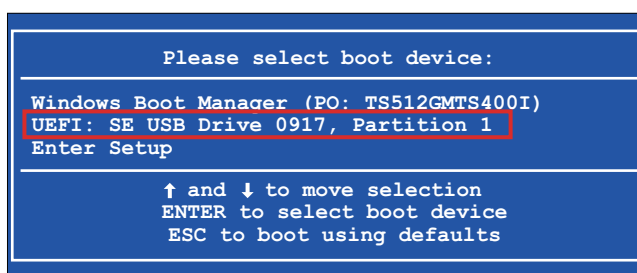 Please select boot device:
Windows Boot Manager (PO: TS512GMTS400I)
UEFI: SE USB Drive 0917, Partition 1
Enter Setup
↑ and ↓ to move selection
ENTER to select boot device
ESC to boot using defaults